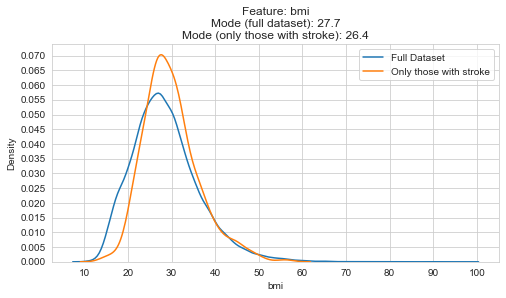 Feature: bmi
Mode (full dataset): 27.7
Mode (only those with stroke): 26.4
Full Dataset
Only those with stroke
0.070
0.065
0.060
0.055
0.050
0.045
0.040
0.035
0.030
0.025
0.020
0.015
0.010
0.005
0.000
Density
10 20 30 40 50 60 70 80 90 100
bmi